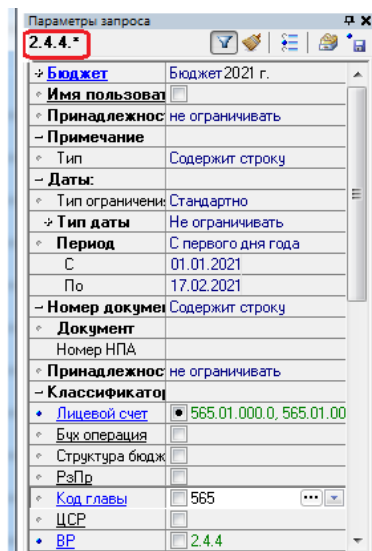 Параметры запроса
2.4.4.*
Бюджет Бюджет 2021 г.
Имя пользоват
Принадлежнос не ограничивать
Примечание
Тип Содержит строку
Даты:
Тип ограничени Стандартно
Тип даты Не ограничивать
Период С первого дня года
С 01.01.2021
По 17.02.2021
Номер докумен Содержит строку
Документ
Номер НПА
Принадлежнос не ограничивать
Классификатор
Лицевой счет 565.01.000.0, 565.01.00
Бух операция
Структура бюдж
РзПр
Код главы 565 ...
ЦСР
ВР 2.4.4